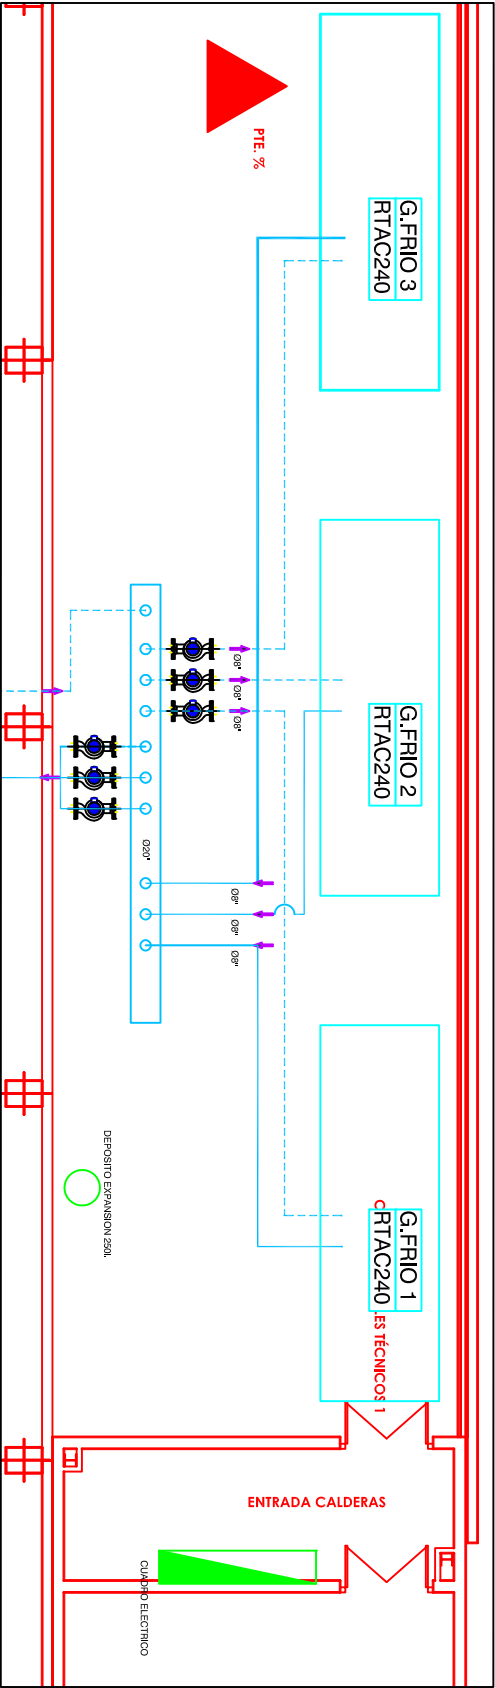 PTE. %
G.FRIO 3
RTAC240
Ø8"
Ø8"
Ø8"
G.FRIO 2
RTAC240
Ø20"
Ø8"
Ø8"
Ø8"
DEPOSITO EXPANSION 250l.
G.FRIO 1
RTAC240
LES TÉCNICOS 1
ENTRADA CALDERAS
CUADRO ELECTRICO